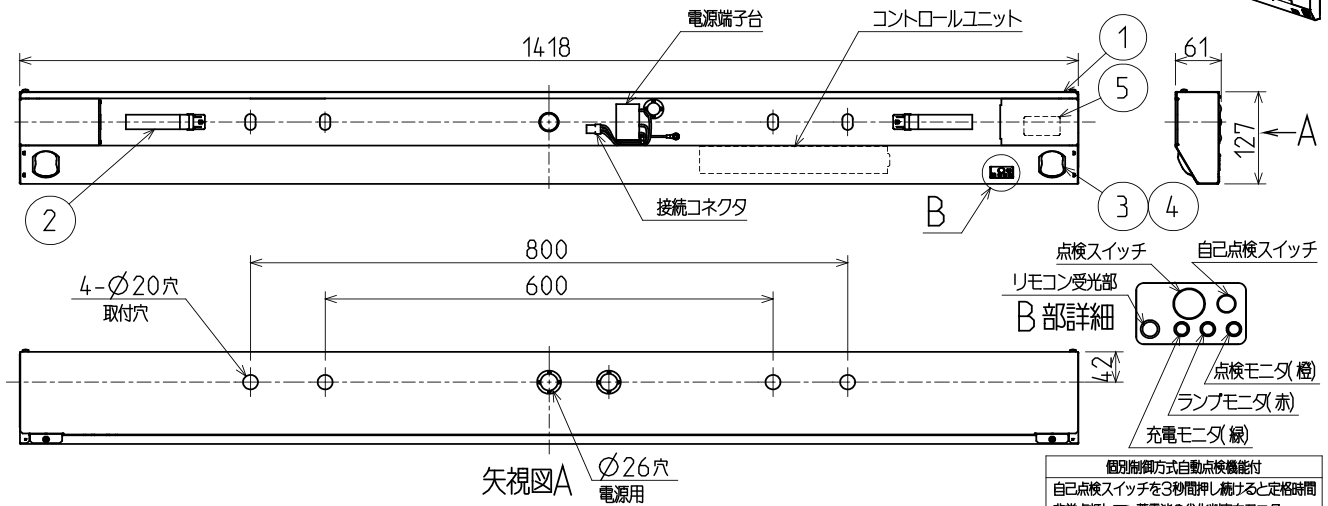 電源端子台
コントロールユニット
1418
61
①
⑤
127
A
②
接続コネクタ
B
③
④
800
点検スイッチ
自己点検スイッチ
4-Ø20穴
取付穴
600
リモコン受光部
B部詳細
42
点検モニタ(橙)
ランプモニタ(赤)
充電モニタ(緑)
矢視図A
Ø26穴
電源用
個別制御方式自動点検機能付
自己点検スイッチを3秒間押し続けると定格時間